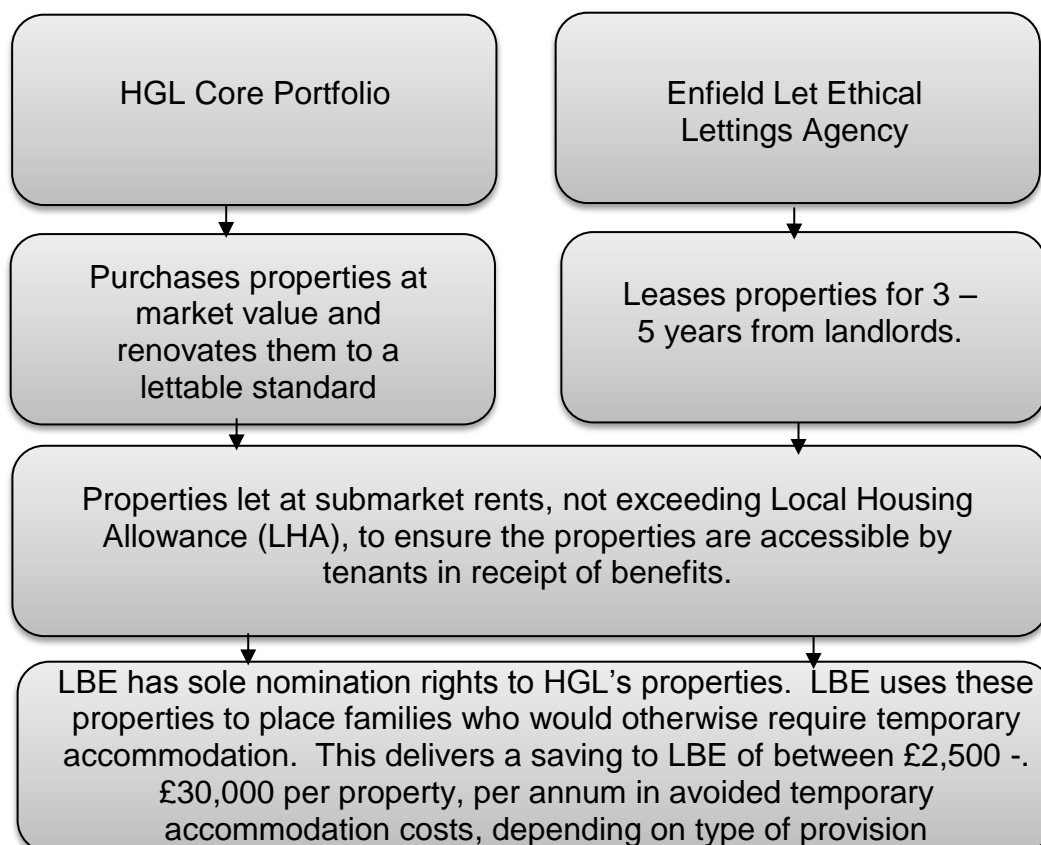 HGL Core Portfolio
Enfield Let Ethical
Lettings Agency
Purchases properties at
market value and
renovates them to a
lettable standard
Leases properties for 3 –
5 years from landlords.
Properties let at submarket rents, not exceeding Local Housing
Allowance (LHA), to ensure the properties are accessible by
tenants in receipt of benefits.
LBE has sole nomination rights to HGL's properties.  LBE uses these
properties to place families who would otherwise require temporary
accommodation.  This delivers a saving to LBE of between £2,500 -.
£30,000 per property, per annum in avoided temporary
accommodation costs, depending on type of provision